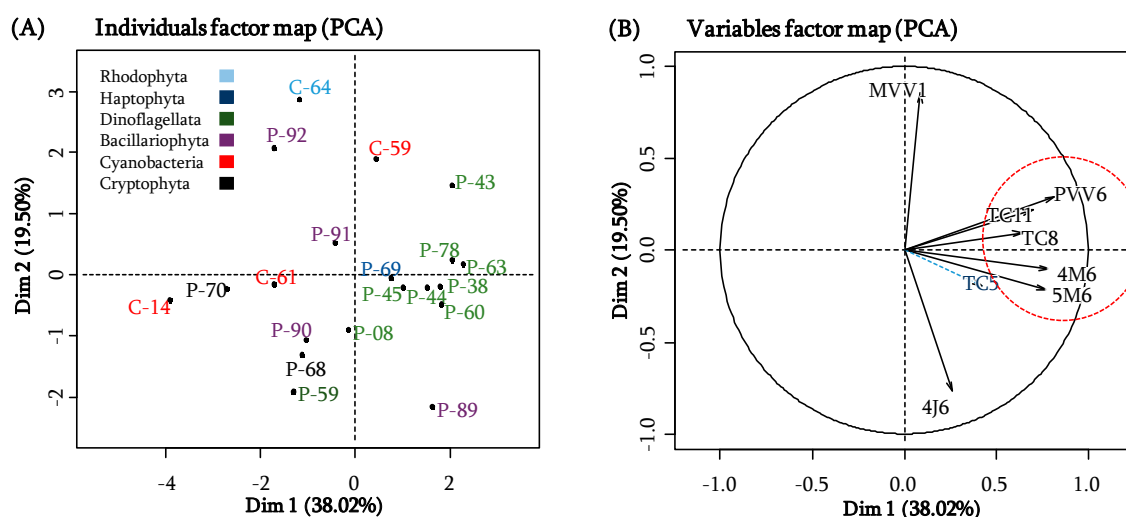 (A) Individuals factor map (PCA)
Rhodophyta
Haptophyta
Dinoflagellata
Bacillariophyta
Cyanobacteria
Cryptophyta
C-64
P-92
C-59
P-43
P-91
P-78
P-69
P-63
C-61
P-70
P-45
P-44
P-38
C-14
P-60
P-90
P-08
P-68
P-59
P-89
3
2
1
0
-1
-2
Dim 2 (19.50%)
-4
-2
0
2
Dim 1 (38.02%)
(B) Variables factor map (PCA)
MVV1
PVV6
TC11
TC8
4M6
TC5
5M6
4J6
1.0
0.5
0.0
-0.5
-1.0
Dim 2 (19.50%)
-1.0
-0.5
0.0
0.5
1.0
Dim 1 (38.02%)